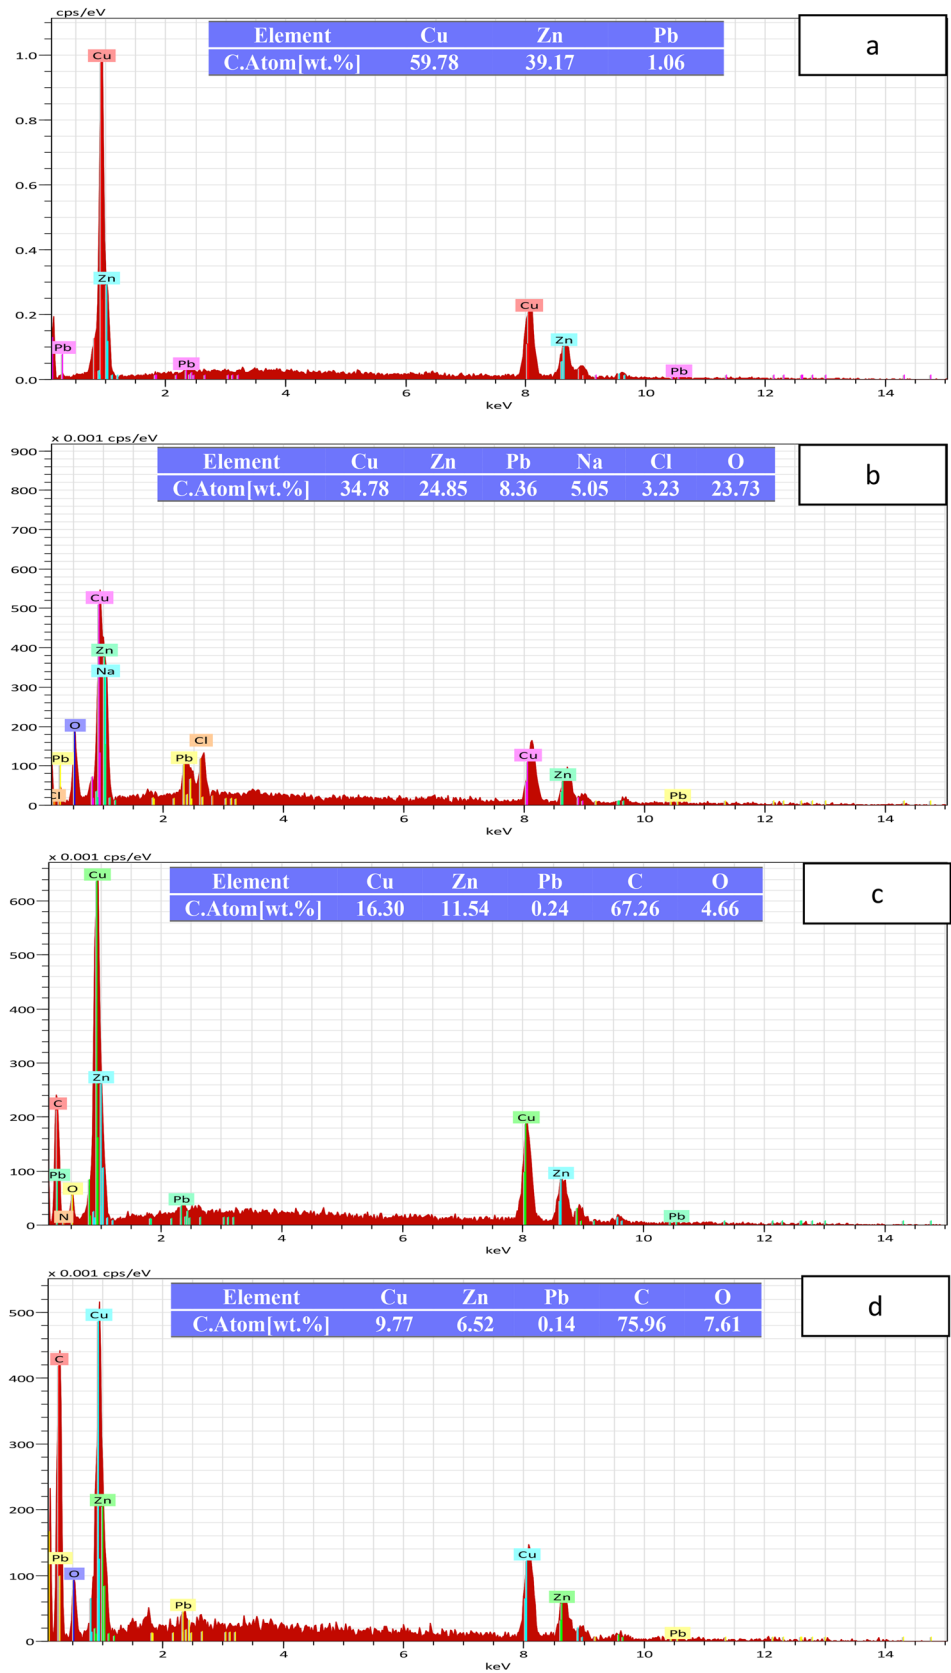 cps/eV
Element Cu Zn Pb
C.Atom[wt.%] 59.78 39.17 1.06
a
1.0
0.8
0.6
0.4
0.2
0.0
Cu
Zn
Pb
Pb
Cu
Zn
Pb
2 4 6 8 10 12 14
keV
x 0.001 cps/eV
Element Cu Zn Pb Na Cl O
C.Atom[wt.%] 34.78 24.85 8.36 5.05 3.23 23.73
b
900
800
700
600
500
400
300
200
100
0
Cu
Zn
Na
O
Cl
Pb
Pb
Cl
Cu
Zn
Pb
2 4 6 8 10 12 14
keV
x 0.001 cps/eV
Element Cu Zn Pb C O
C.Atom[wt.%] 16.30 11.54 0.24 67.26 4.66
c
600
500
400
300
200
100
0
Cu
Zn
C
Pb
O
N
Pb
Cu
Zn
Pb
2 4 6 8 10 12 14
keV
x 0.001 cps/eV
Element Cu Zn Pb C O
C.Atom[wt.%] 9.77 6.52 0.14 75.96 7.61
d
500
400
300
200
100
0
Cu
C
Zn
Pb
O
Pb
Cu
Zn
Pb
2 4 6 8 10 12 14
keV